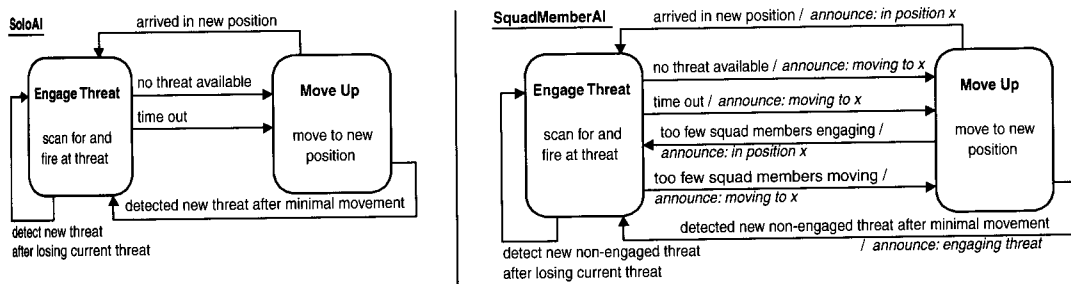 SoloAI
arrived in new position
Engage Threat
scan for and
fire at threat
no threat available
time out
Move Up
move to new
position
detected new threat after minimal movement
detect new threat
after losing current threat
SquadMemberAI
arrived in new position / announce: in position x
Engage Threat
scan for and
fire at threat
no threat available / announce: moving to x
time out / announce: moving to x
too few squad members engaging /
announce: in position x
too few squad members moving /
announce: moving to x
Move Up
move to new
position
detected new non-engaged threat after minimal movement
/ announce: engaging threat
detect new non-engaged threat
after losing current threat